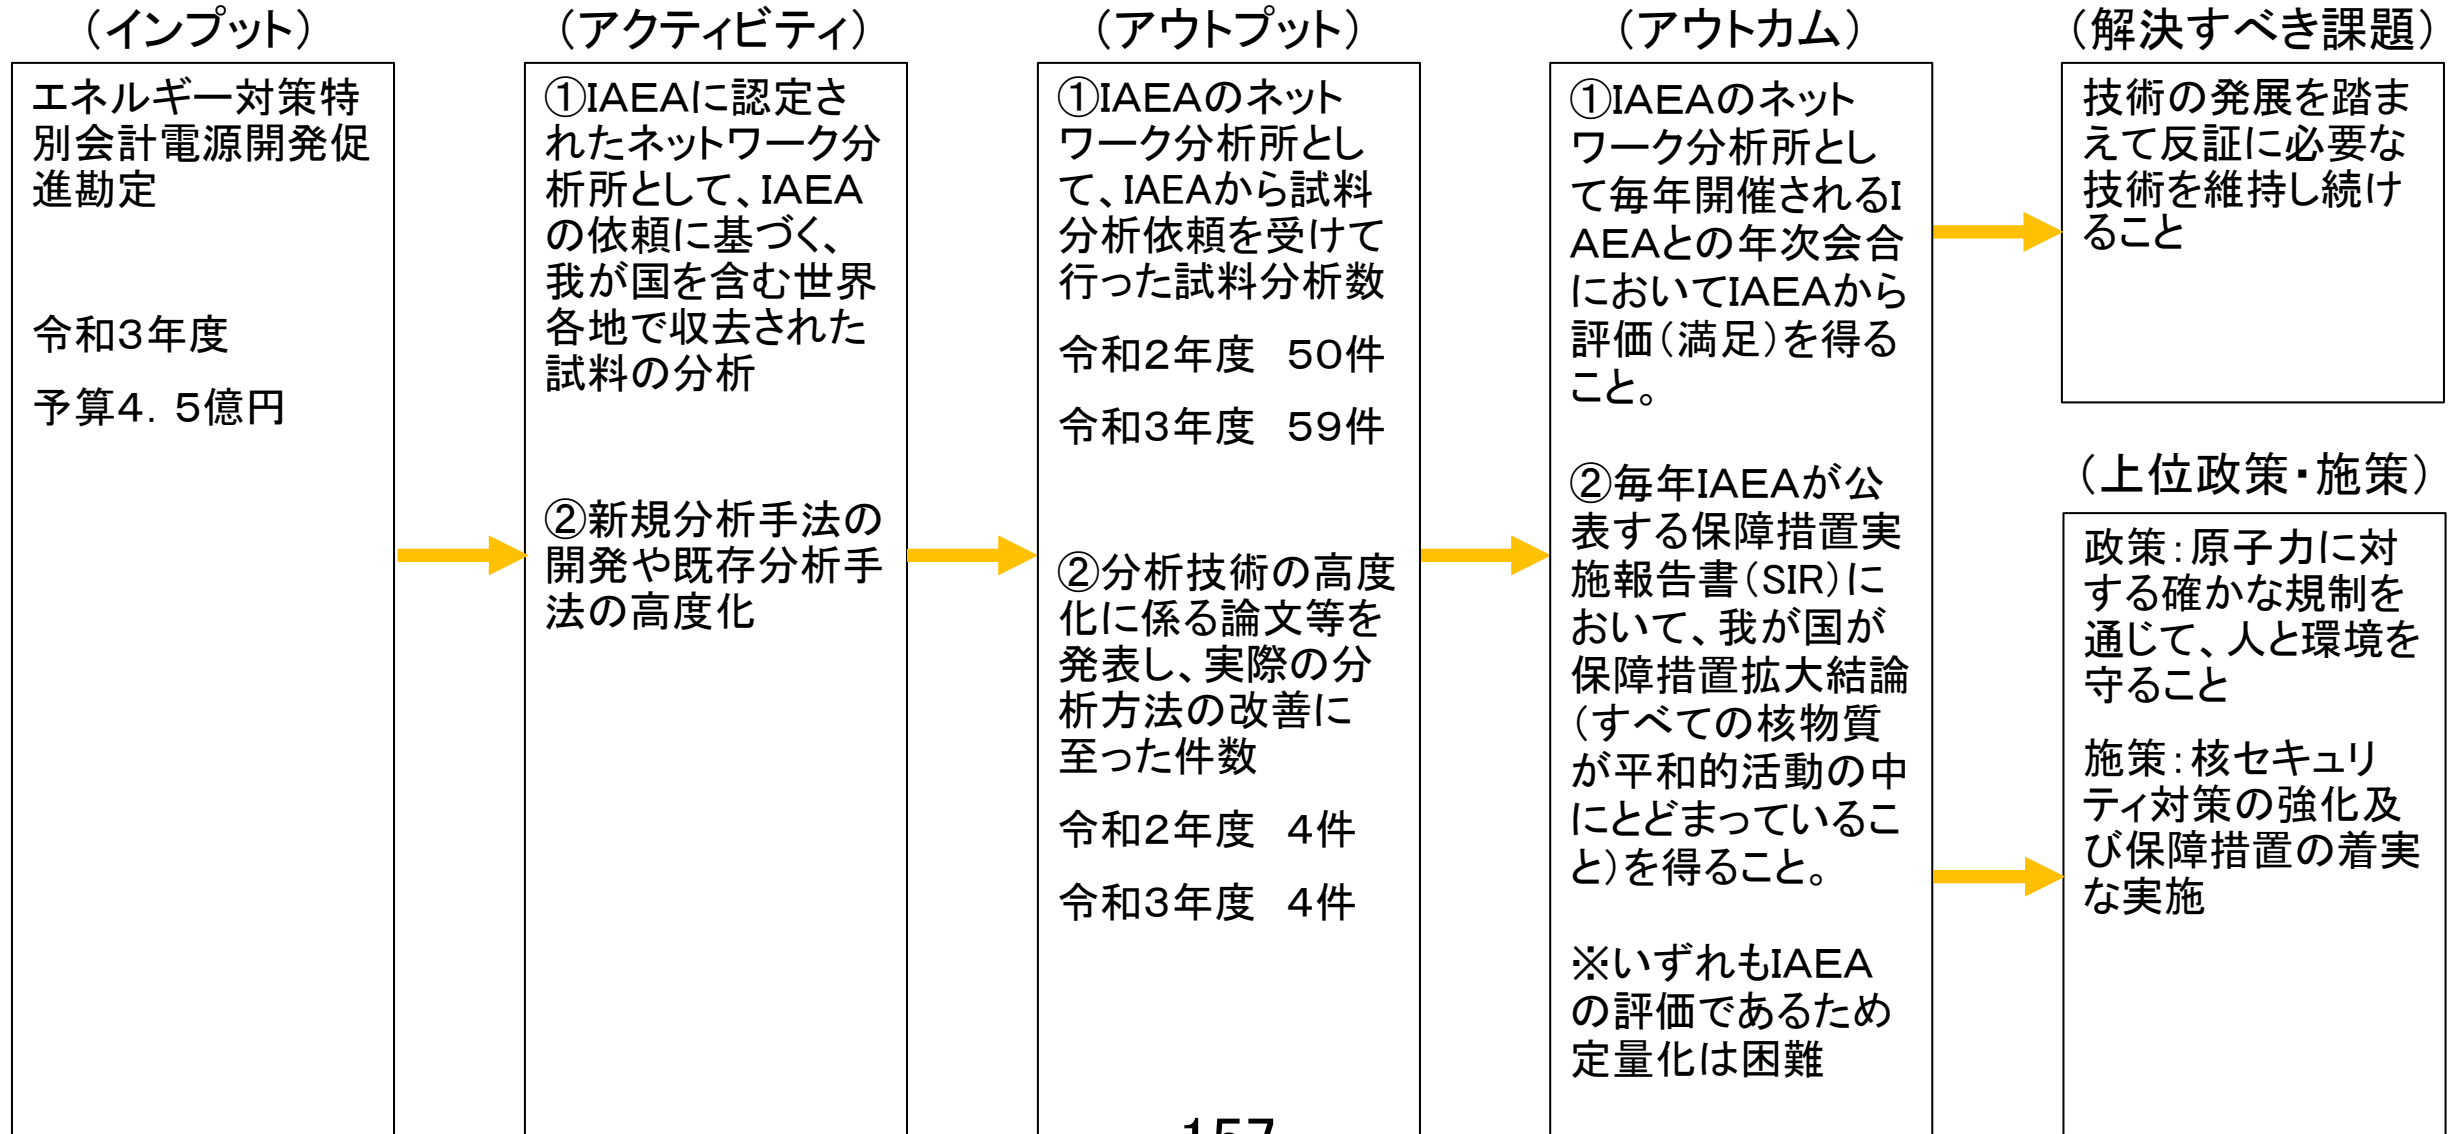 （インプット）
エネルギー対策特
別会計電源開発促
進勘定
令和３年度
予算４．５億円
（アクティビティ）
①IAEAに認定さ
れたネットワーク分
析所として、IAEA
の依頼に基づく、
我が国を含む世界
各地で収去された
試料の分析
②新規分析手法の
開発や既存分析手
法の高度化
（アウトプット）
①IAEAのネット
ワーク分析所とし
て、IAEAから試料
分析依頼を受けて
行った試料分析数
令和２年度　５０件
令和３年度　５９件
②分析技術の高度
化に係る論文等を
発表し、実際の分
析方法の改善に
至った件数
令和２年度　４件
令和３年度　４件
（アウトカム）
①IAEAのネット
ワーク分析所とし
て毎年開催されるI
AEAとの年次会合
においてIAEAから
評価（満足）を得る
こと。
②毎年IAEAが公
表する保障措置実
施報告書（SIR）に
おいて、我が国が
保障措置拡大結論
（すべての核物質
が平和的活動の中
にとどまっているこ
と）を得ること。
※いずれもIAEA
の評価であるため
定量化は困難
（解決すべき課題）
技術の発展を踏ま
えて反証に必要な
技術を維持し続け
ること
（上位政策・施策）
政策：原子力に対
する確かな規制を
通じて、人と環境を
守ること
施策：核セキュリ
ティ対策の強化及
び保障措置の着実
な実施
157